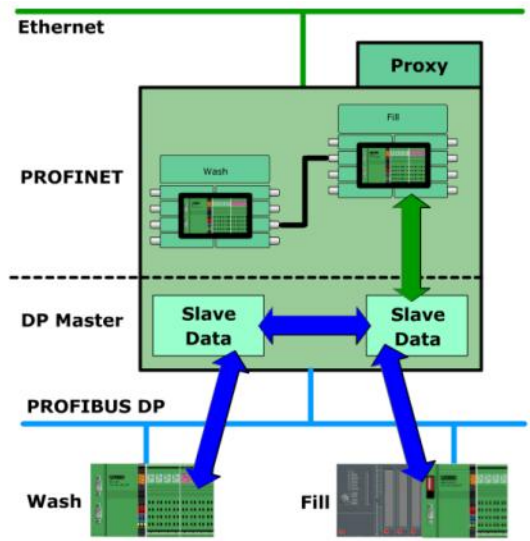 Ethernet
Proxy
Fill
Wash
PROFINET
DP Master
Slave
Data
Slave
Data
PROFIBUS DP
Wash
Fill